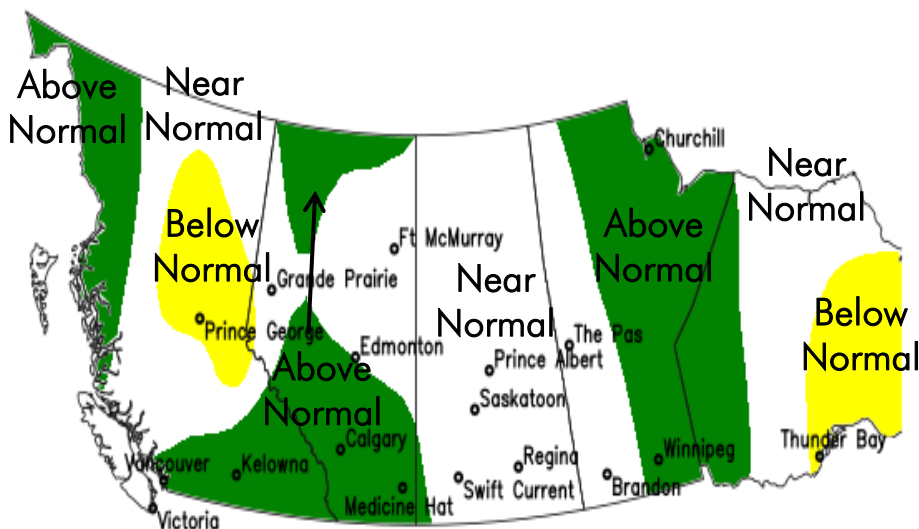 Above
Normal
Near
Normal
Churchill
Near
Normal
Below
Normal
Above
Normal
Ft McMurray
Near
Normal
Grande Prairie
Below
Normal
Prince George
The Pas
Edmonton
Prince Albert
Above
Normal
Saskatoon
Calgary
Winnipeg
Thunder Bay
Regina
Vancouver
Kelowna
Swift Current
Brandon
Medicine Hat
Victoria